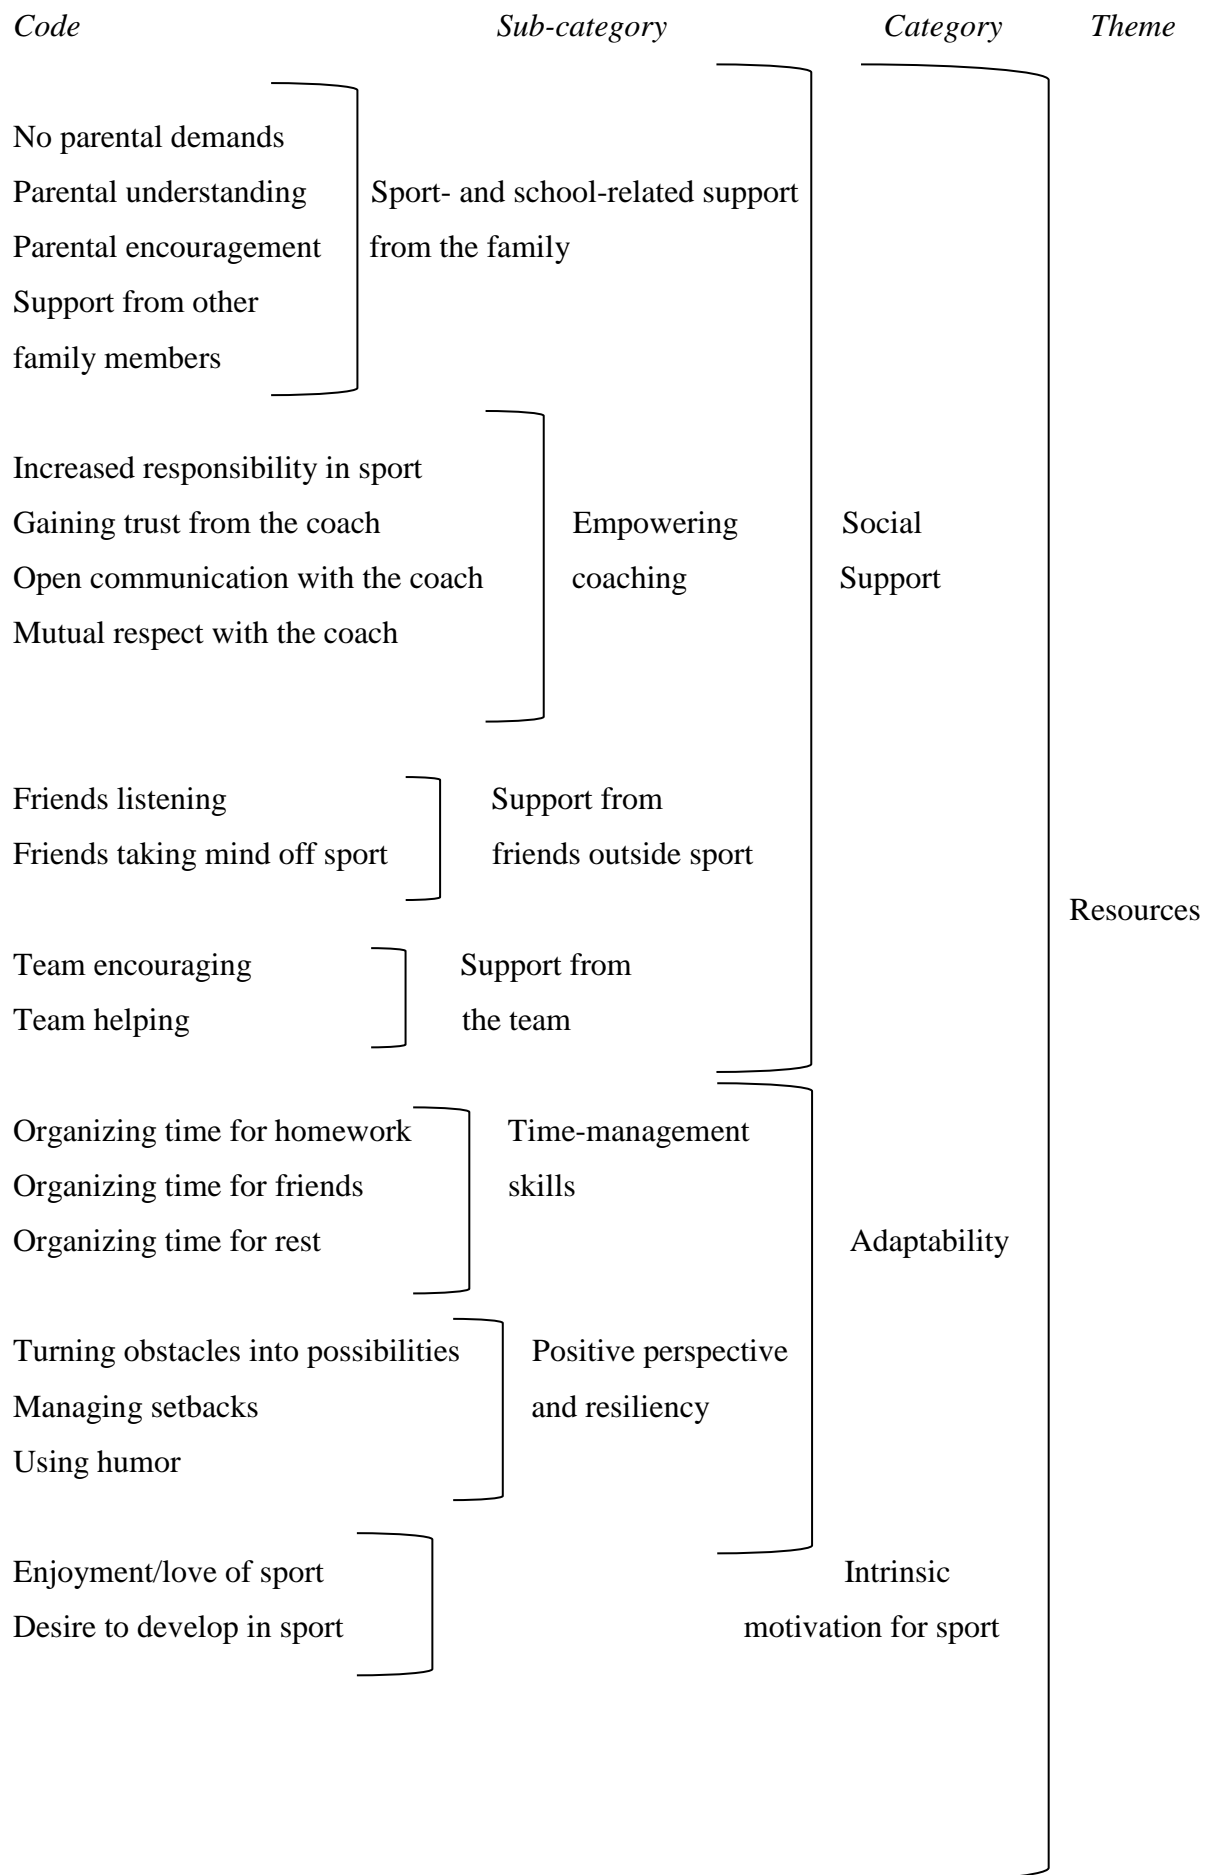 Code Sub-category Category Theme
No parental demands
Parental understanding Sport- and school-related support
Parental encouragement from the family
Support from other
family members
Increased responsibility in sport
Gaining trust from the coach Empowering Social
Open communication with the coach coaching Support
Mutual respect with the coach
Friends listening Support from
Friends taking mind off sport friends outside sport
Resources
Team encouraging Support from
Team helping the team
Organizing time for homework Time-management
Organizing time for friends skills
Organizing time for rest Adaptability
Turning obstacles into possibilities Positive perspective
Managing setbacks and resiliency
Using humor
Enjoyment/love of sport Intrinsic
Desire to develop in sport motivation for sport